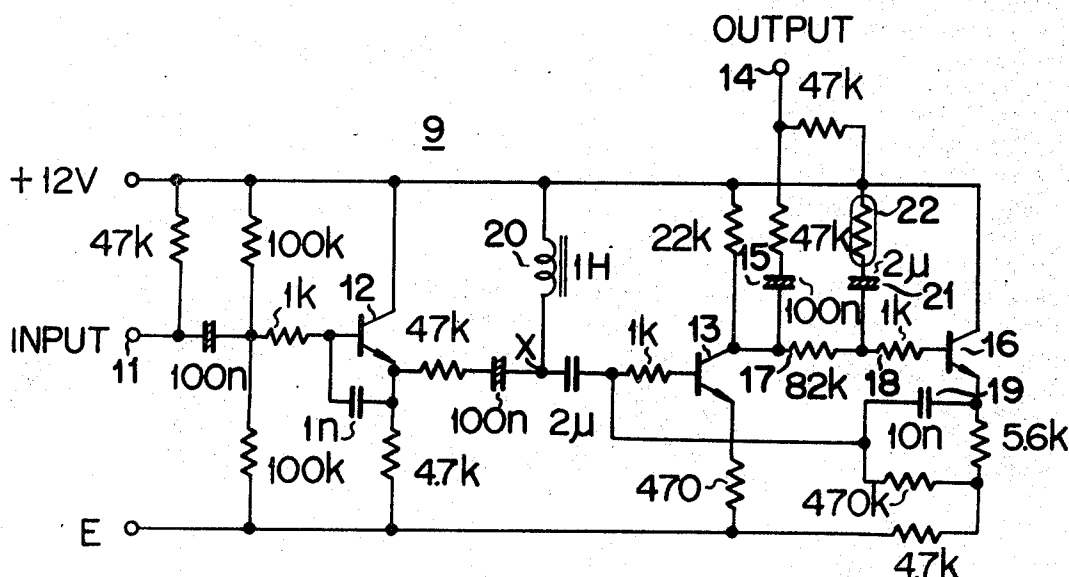 OUTPUT
14
47k
9
+12V
47k
100k
20
1H
22k
47k
22
15
2μ
100n
21
1k
12
47k
1k
13
1k
16
INPUT
11
100n
X
17
82k
18
19
1n
100n
2μ
10n
5.6k
100k
4.7k
470
470k
E
4.7k